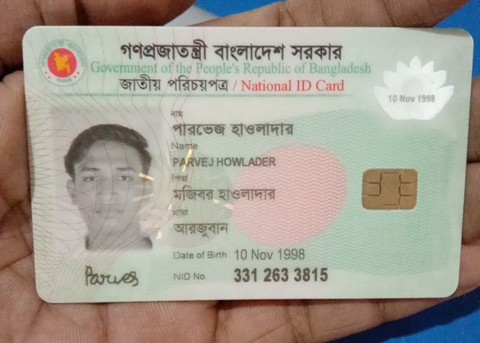 গণপ্রজাতন্ত্রী বাংলাদেশ সরকার
Government of the People's Republic of Bangladesh
জাতীয় পরিচয়পত্র / National ID Card
10 Nov 1998
নাম
পারভেজ হাওলাদার
Name
PARVEJ HOWLADER
পিতা
মজিবর হাওলাদার
মাতা
আরজুবান
Date of Birth 10 Nov 1998
NID No. 331 263 3815
Parvej